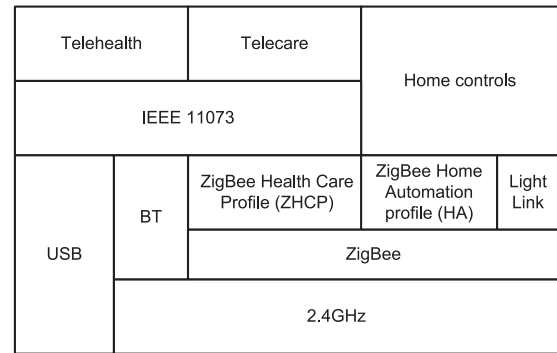 Telehealth
Telecare
Home controls
IEEE 11073
USB
BT
ZigBee Health Care
Profile (ZHCP)
ZigBee Home
Automation
profile (HA)
Light
Link
ZigBee
2.4GHz